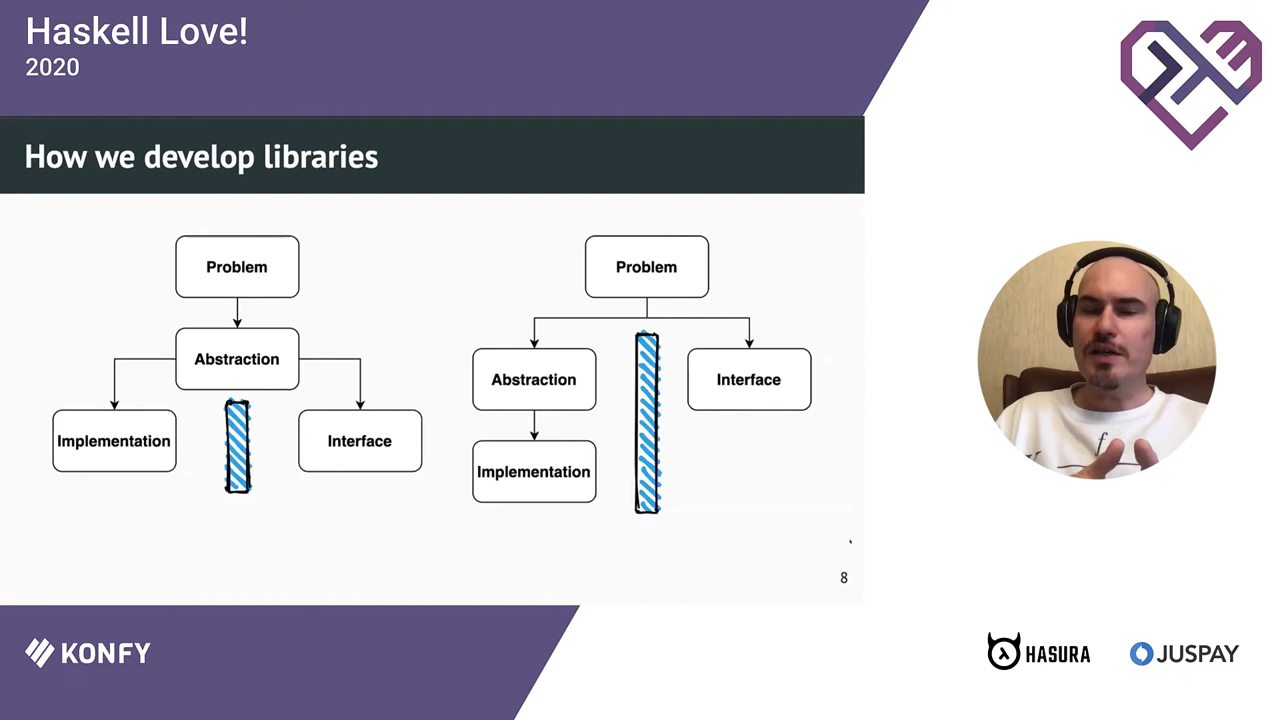 Haskell Love!
2020
How we develop libraries
Problem
Abstraction
Implementation
Interface
Problem
Abstraction
Interface
Implementation
8
KONFY
HASURA
JUSPAY